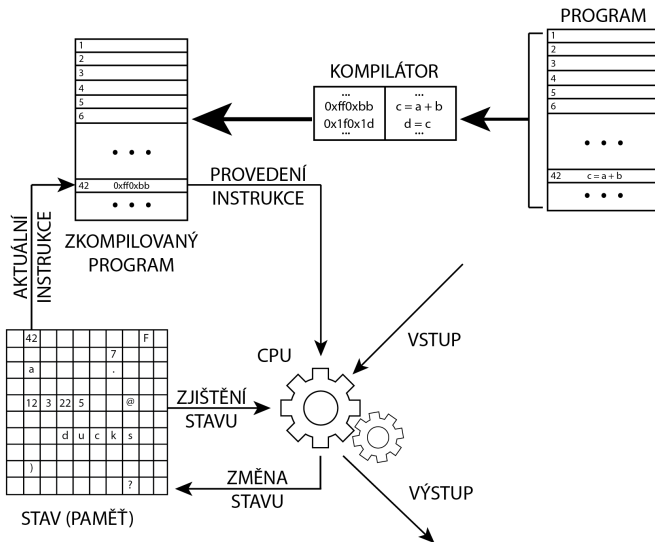 PROGRAM
1
2
3
4
5
6
• • •
42 c = a + b
• • •
KOMPILÁTOR
... ...
0xff0xbb c = a + b
0x1f0x1d d = c
... ...
1
2
3
4
5
6
• • •
42 0xff0xbb
• • •
ZKOMPILOVANÝ
PROGRAM
PROVEDENÍ
INSTRUKCE
AKTUÁLNÍ
INSTRUKCE
42 F
7
a .
12 3 22 5 @
d u c k s
)
?
STAV (PAMĚŤ)
ZJIŠTĚNÍ
STAVU
ZMĚNA
STAVU
CPU
VSTUP
VÝSTUP